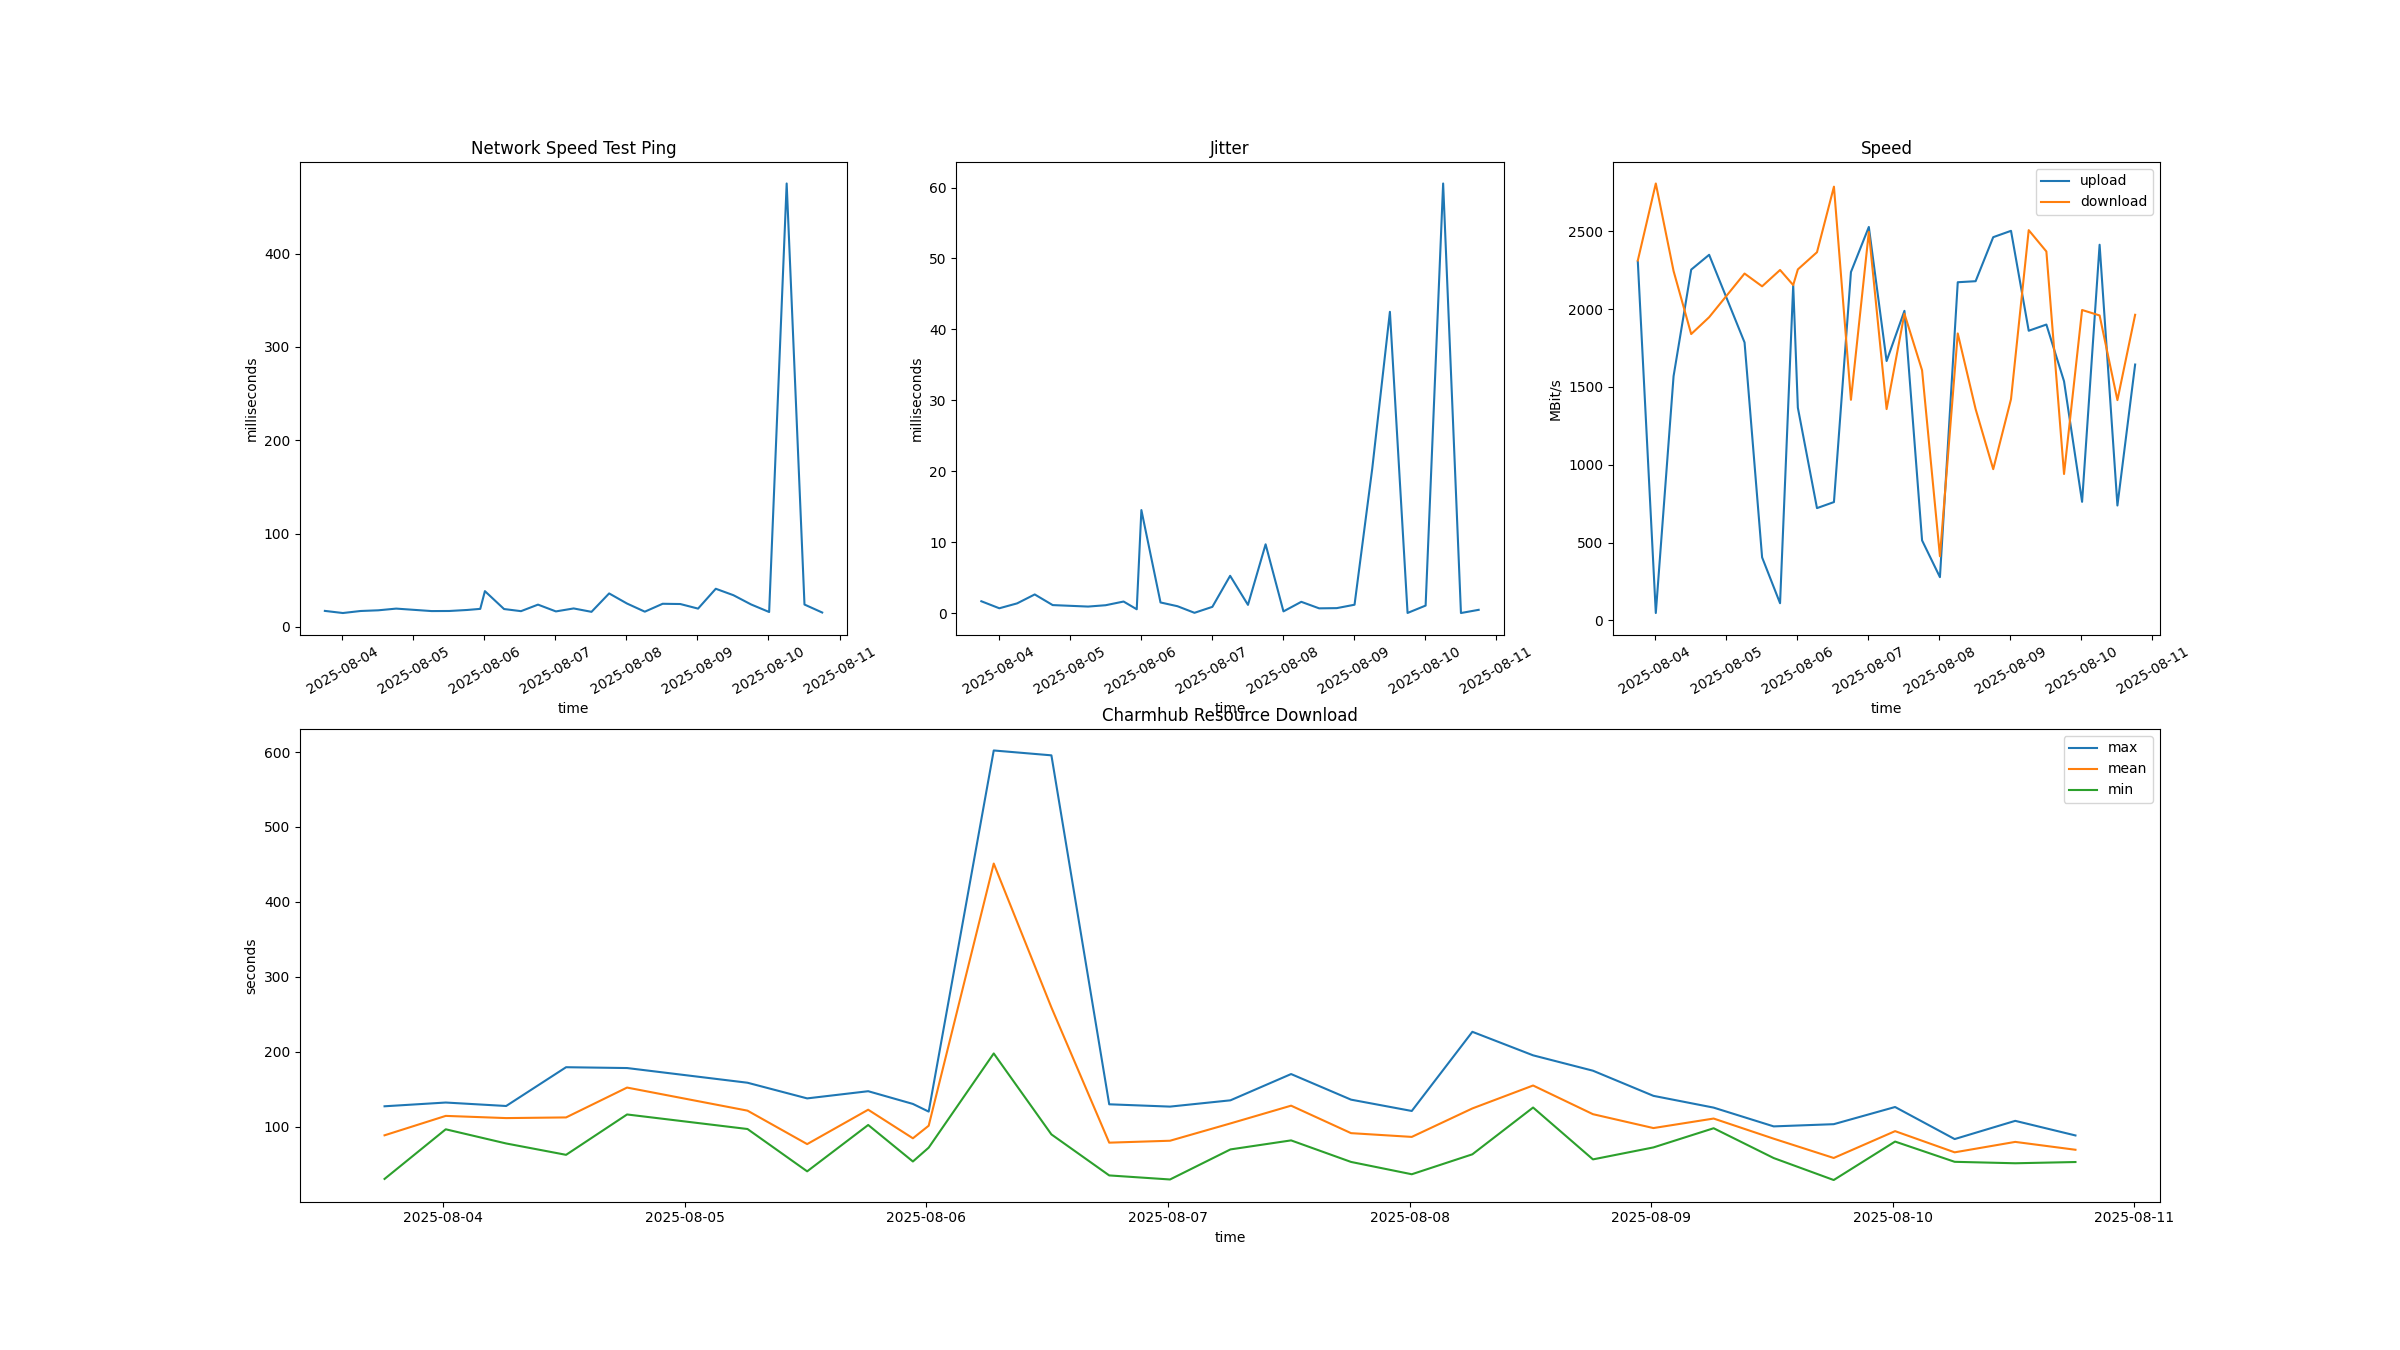 Network Speed Test Ping
milliseconds
400
300
200
100
0
2025-08-04 2025-08-05 2025-08-06 2025-08-07 2025-08-08 2025-08-09 2025-08-10 2025-08-11
time
Jitter
milliseconds
60
50
40
30
20
10
0
2025-08-04 2025-08-05 2025-08-06 2025-08-07 2025-08-08 2025-08-09 2025-08-10 2025-08-11
time
Speed
upload
download
MBit/s
2500
2000
1500
1000
500
0
2025-08-04 2025-08-05 2025-08-06 2025-08-07 2025-08-08 2025-08-09 2025-08-10 2025-08-11
time
Charmhub Resource Download
max
mean
min
seconds
600
500
400
300
200
100
2025-08-04 2025-08-05 2025-08-06 2025-08-07 2025-08-08 2025-08-09 2025-08-10 2025-08-11
time